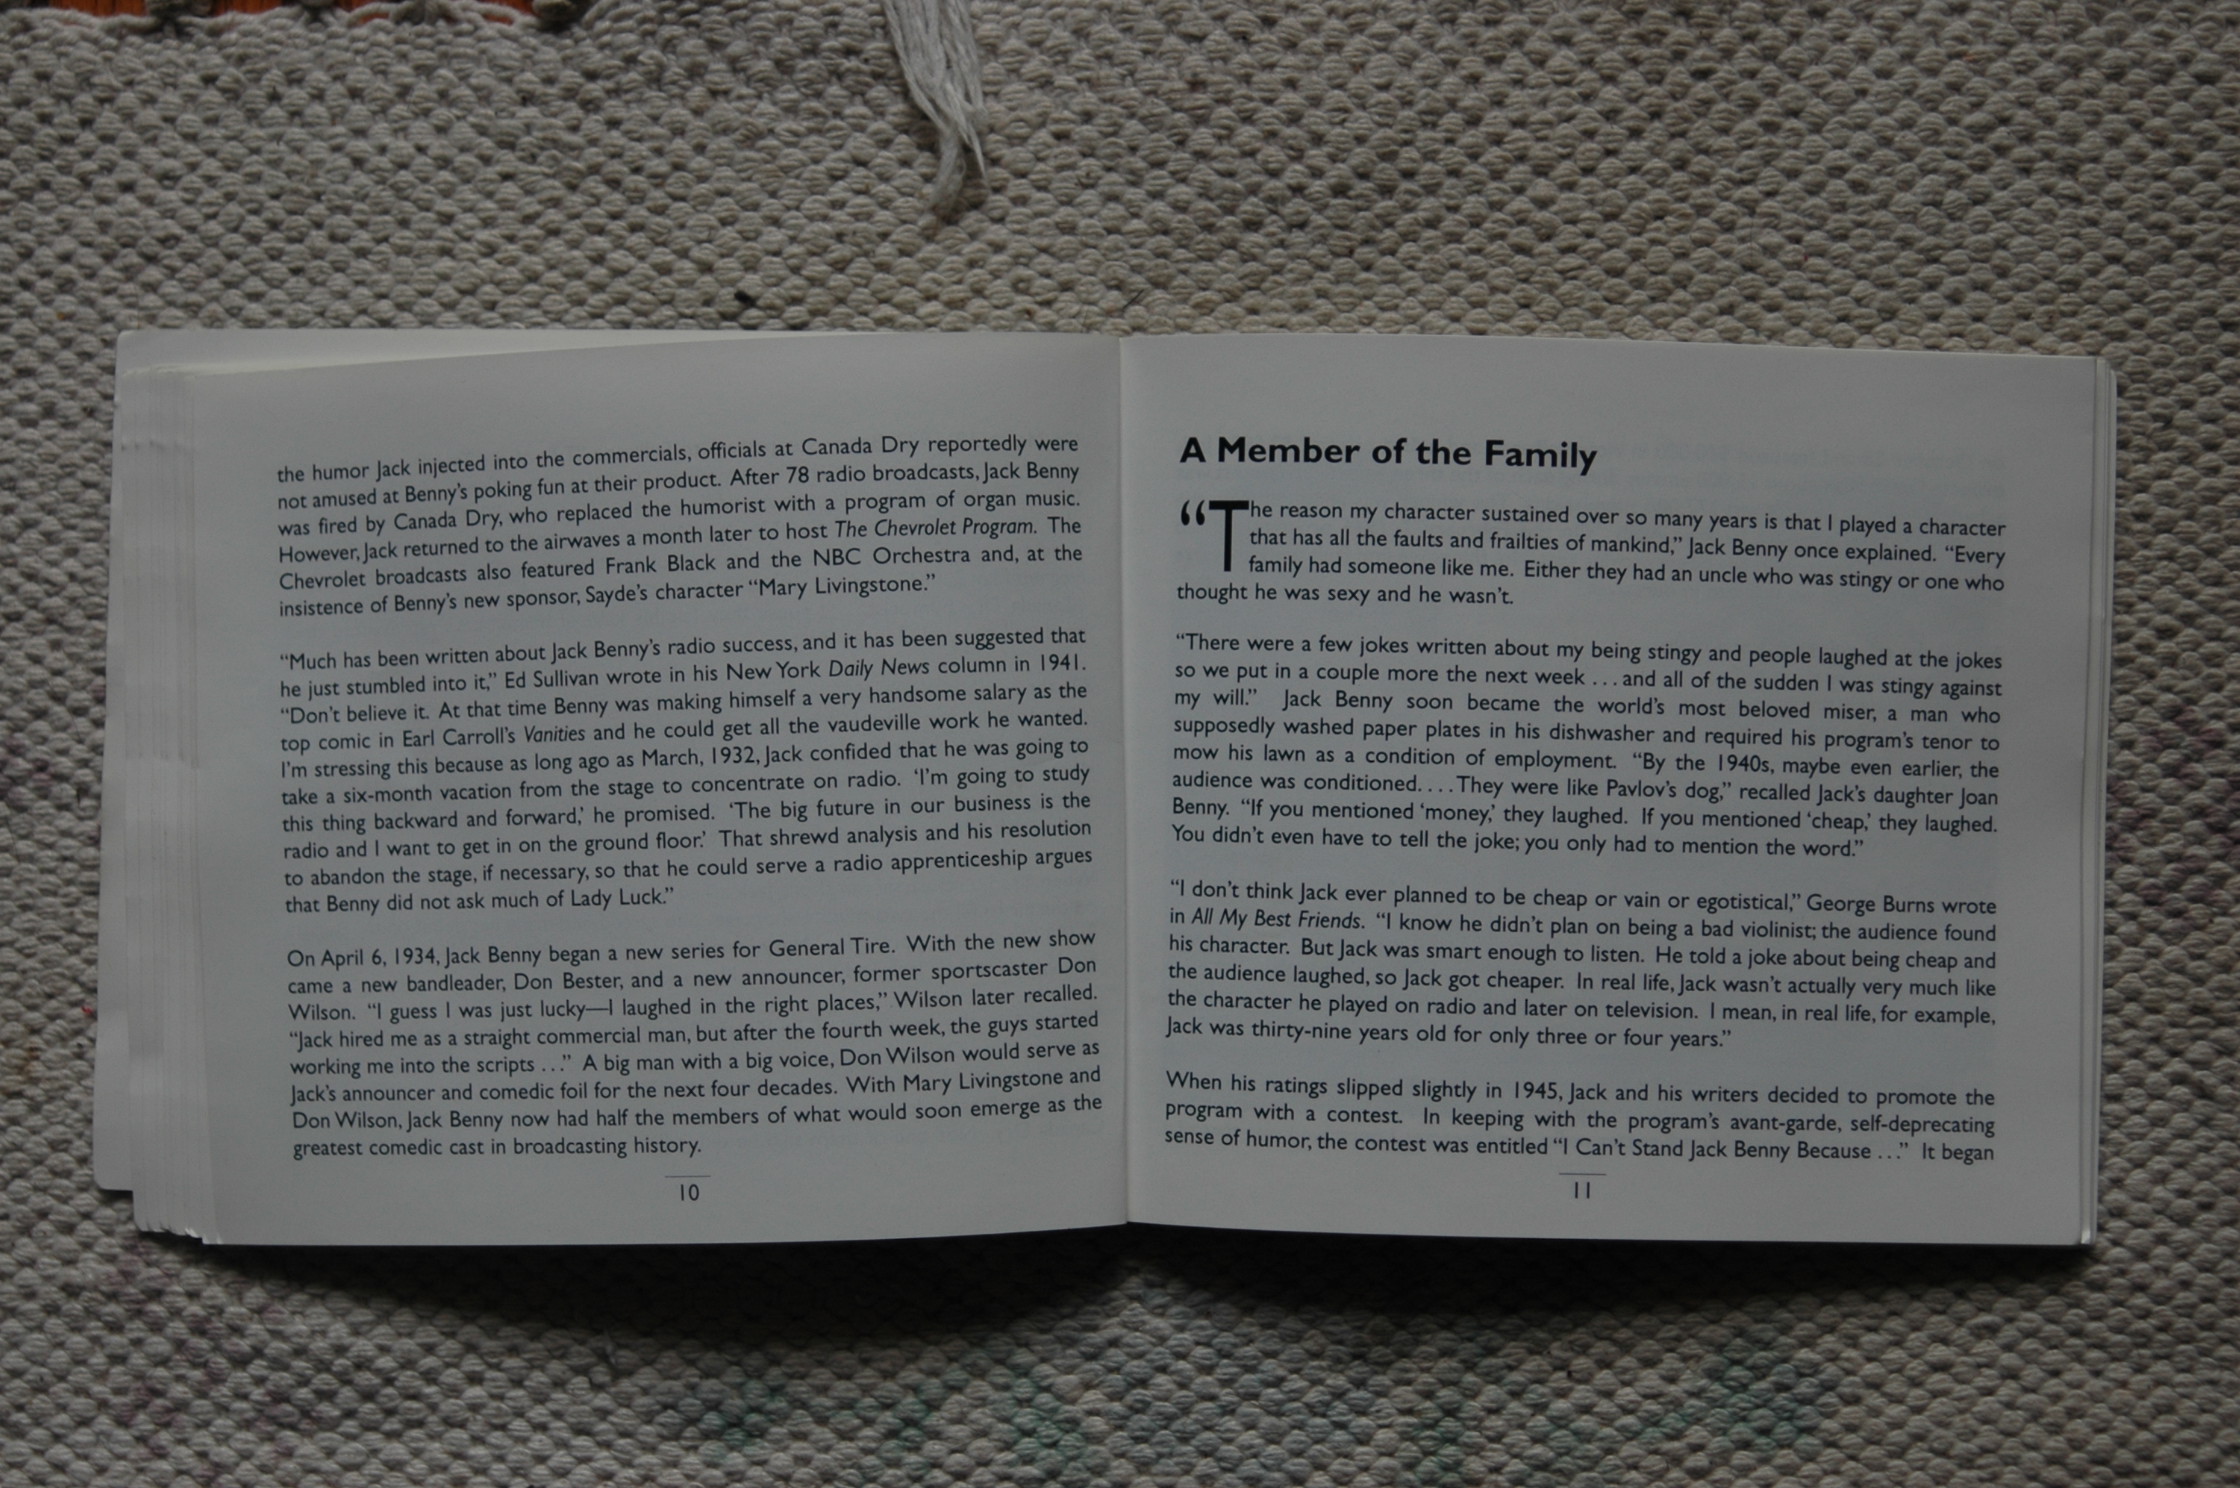 the humor Jack injected into the commercials, officials at Canada Dry reportedly were
not amused at Benny’s poking fun at their product. After 78 radio broadcasts, Jack Benny
was fired by Canada Dry, who replaced the humorist with a program of organ music.
However, Jack returned to the airwaves a month later to host The Chevrolet Program. The
Chevrolet broadcasts also featured Frank Black and the NBC Orchestra and, at the
insistence of Benny’s new sponsor, Sayde’s character “Mary Livingstone.”
“Much has been written about Jack Benny’s radio success, and it has been suggested that
he just stumbled into it,” Ed Sullivan wrote in his New York Daily News column in 1941.
“Don’t believe it. At that time Benny was making himself a very handsome salary as the
top comic in Earl Carroll’s Vanities and he could get all the vaudeville work he wanted.
I’m stressing this because as long ago as March, 1932, Jack confided that he was going to
take a six-month vacation from the stage to concentrate on radio. ‘I’m going to study
this thing backward and forward,’ he promised. ‘The big future in our business is the
radio and I want to get in on the ground floor.’ That shrewd analysis and his resolution
to abandon the stage, if necessary, so that he could serve a radio apprenticeship argues
that Benny did not ask much of Lady Luck.”
On April 6, 1934, Jack Benny began a new series for General Tire. With the new show
came a new bandleader, Don Bester, and a new announcer, former sportscaster Don
Wilson. “I guess I was just lucky—I laughed in the right places,” Wilson later recalled.
“Jack hired me as a straight commercial man, but after the fourth week, the guys started
working me into the scripts . . .” A big man with a big voice, Don Wilson would serve as
Jack’s announcer and comedic foil for the next four decades. With Mary Livingstone and
Don Wilson, Jack Benny now had half the members of what would soon emerge as the
greatest comedic cast in broadcasting history.
10
A Member of the Family
“The reason my character sustained over so many years is that I played a character
that has all the faults and frailties of mankind,” Jack Benny once explained. “Every
family had someone like me. Either they had an uncle who was stingy or one who
thought he was sexy and he wasn’t.
“There were a few jokes written about my being stingy and people laughed at the jokes
so we put in a couple more the next week . . . and all of the sudden I was stingy against
my will.” Jack Benny soon became the world’s most beloved miser, a man who
supposedly washed paper plates in his dishwasher and required his program’s tenor to
mow his lawn as a condition of employment. “By the 1940s, maybe even earlier, the
audience was conditioned. . . . They were like Pavlov’s dog,” recalled Jack’s daughter Joan
Benny. “If you mentioned ‘money,’ they laughed. If you mentioned ‘cheap,’ they laughed.
You didn’t even have to tell the joke; you only had to mention the word.”
“I don’t think Jack ever planned to be cheap or vain or egotistical,” George Burns wrote
in All My Best Friends. “I know he didn’t plan on being a bad violinist; the audience found
his character. But Jack was smart enough to listen. He told a joke about being cheap and
the audience laughed, so Jack got cheaper. In real life, Jack wasn’t actually very much like
the character he played on radio and later on television. I mean, in real life, for example,
Jack was thirty-nine years old for only three or four years.”
When his ratings slipped slightly in 1945, Jack and his writers decided to promote the
program with a contest. In keeping with the program’s avant-garde, self-deprecating
sense of humor, the contest was entitled “I Can’t Stand Jack Benny Because . . .” It began
11